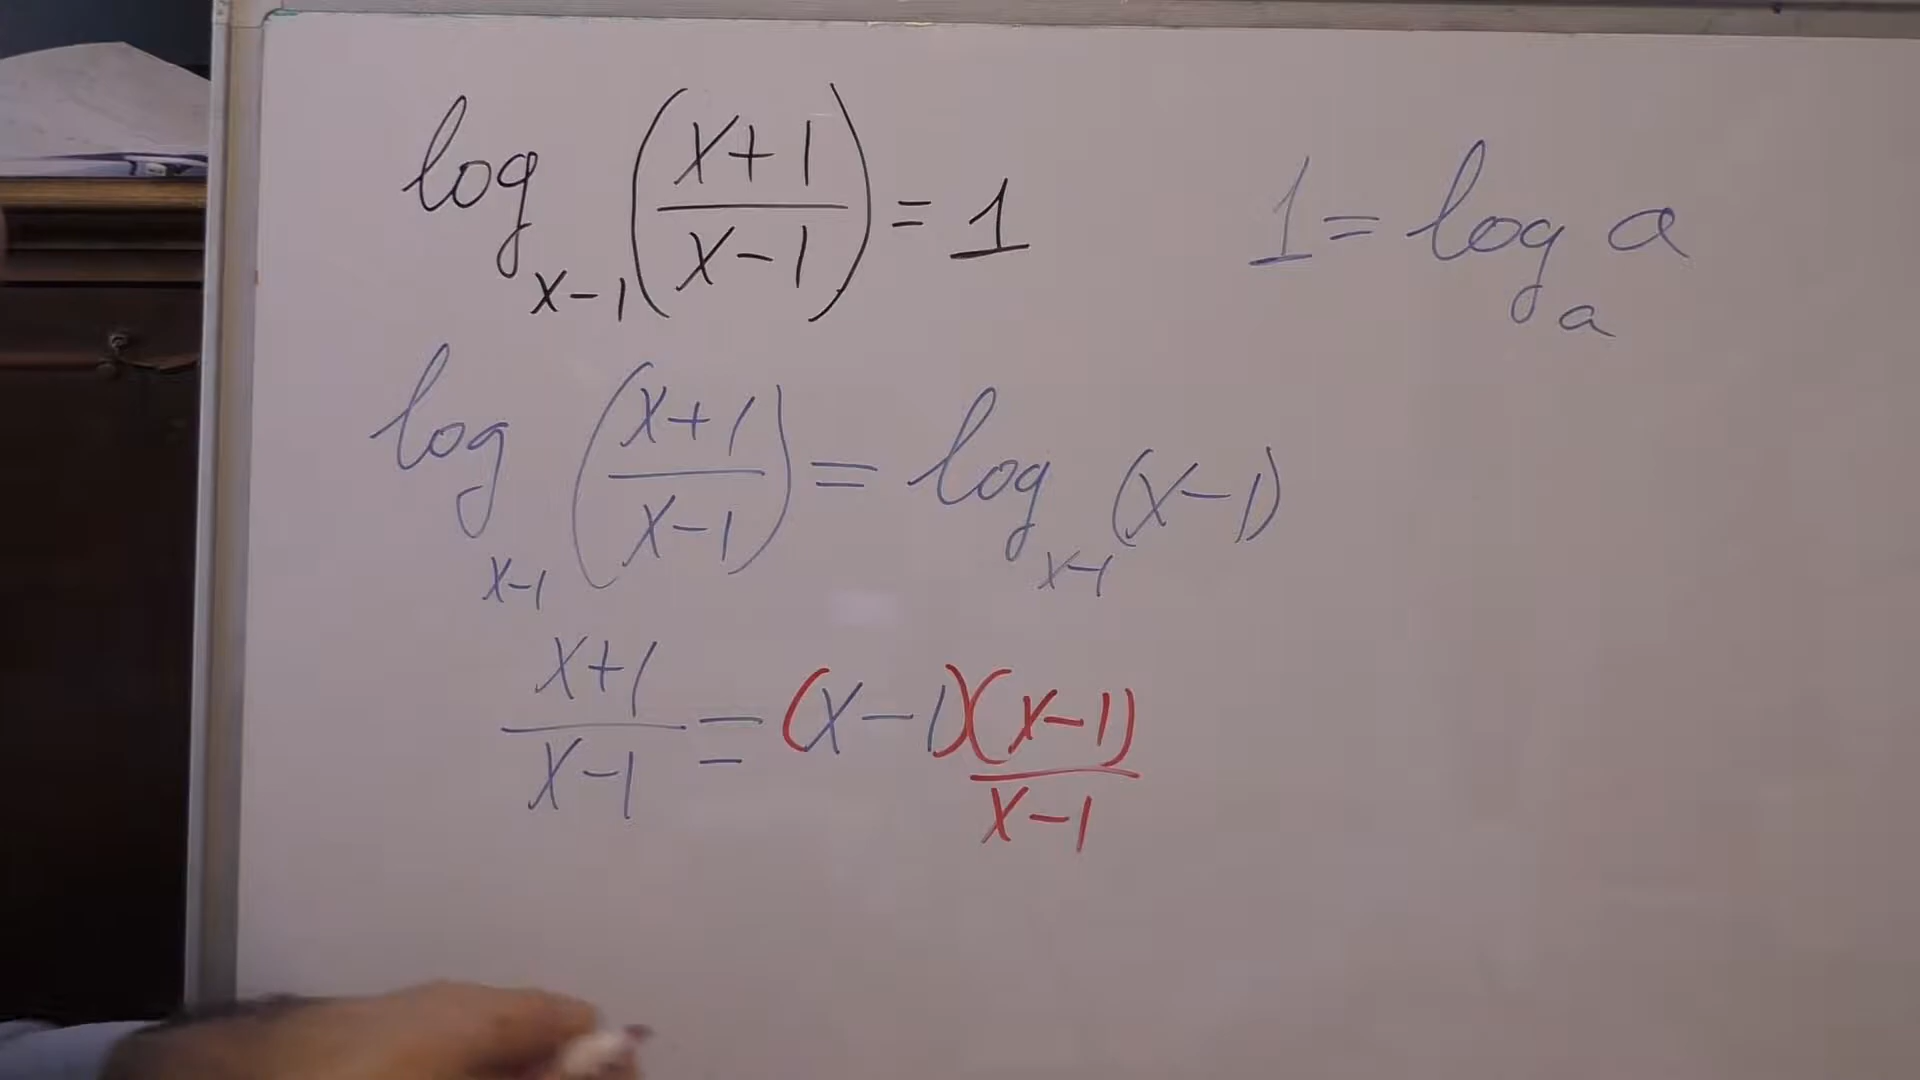 log_{x-1} ((x+1)/(x-1)) = 1
1 = log_a a
log_{x-1} ((x+1)/(x-1)) = log_{x-1} (x-1)
(x+1)/(x-1) = (x-1)(x-1)/(x-1)